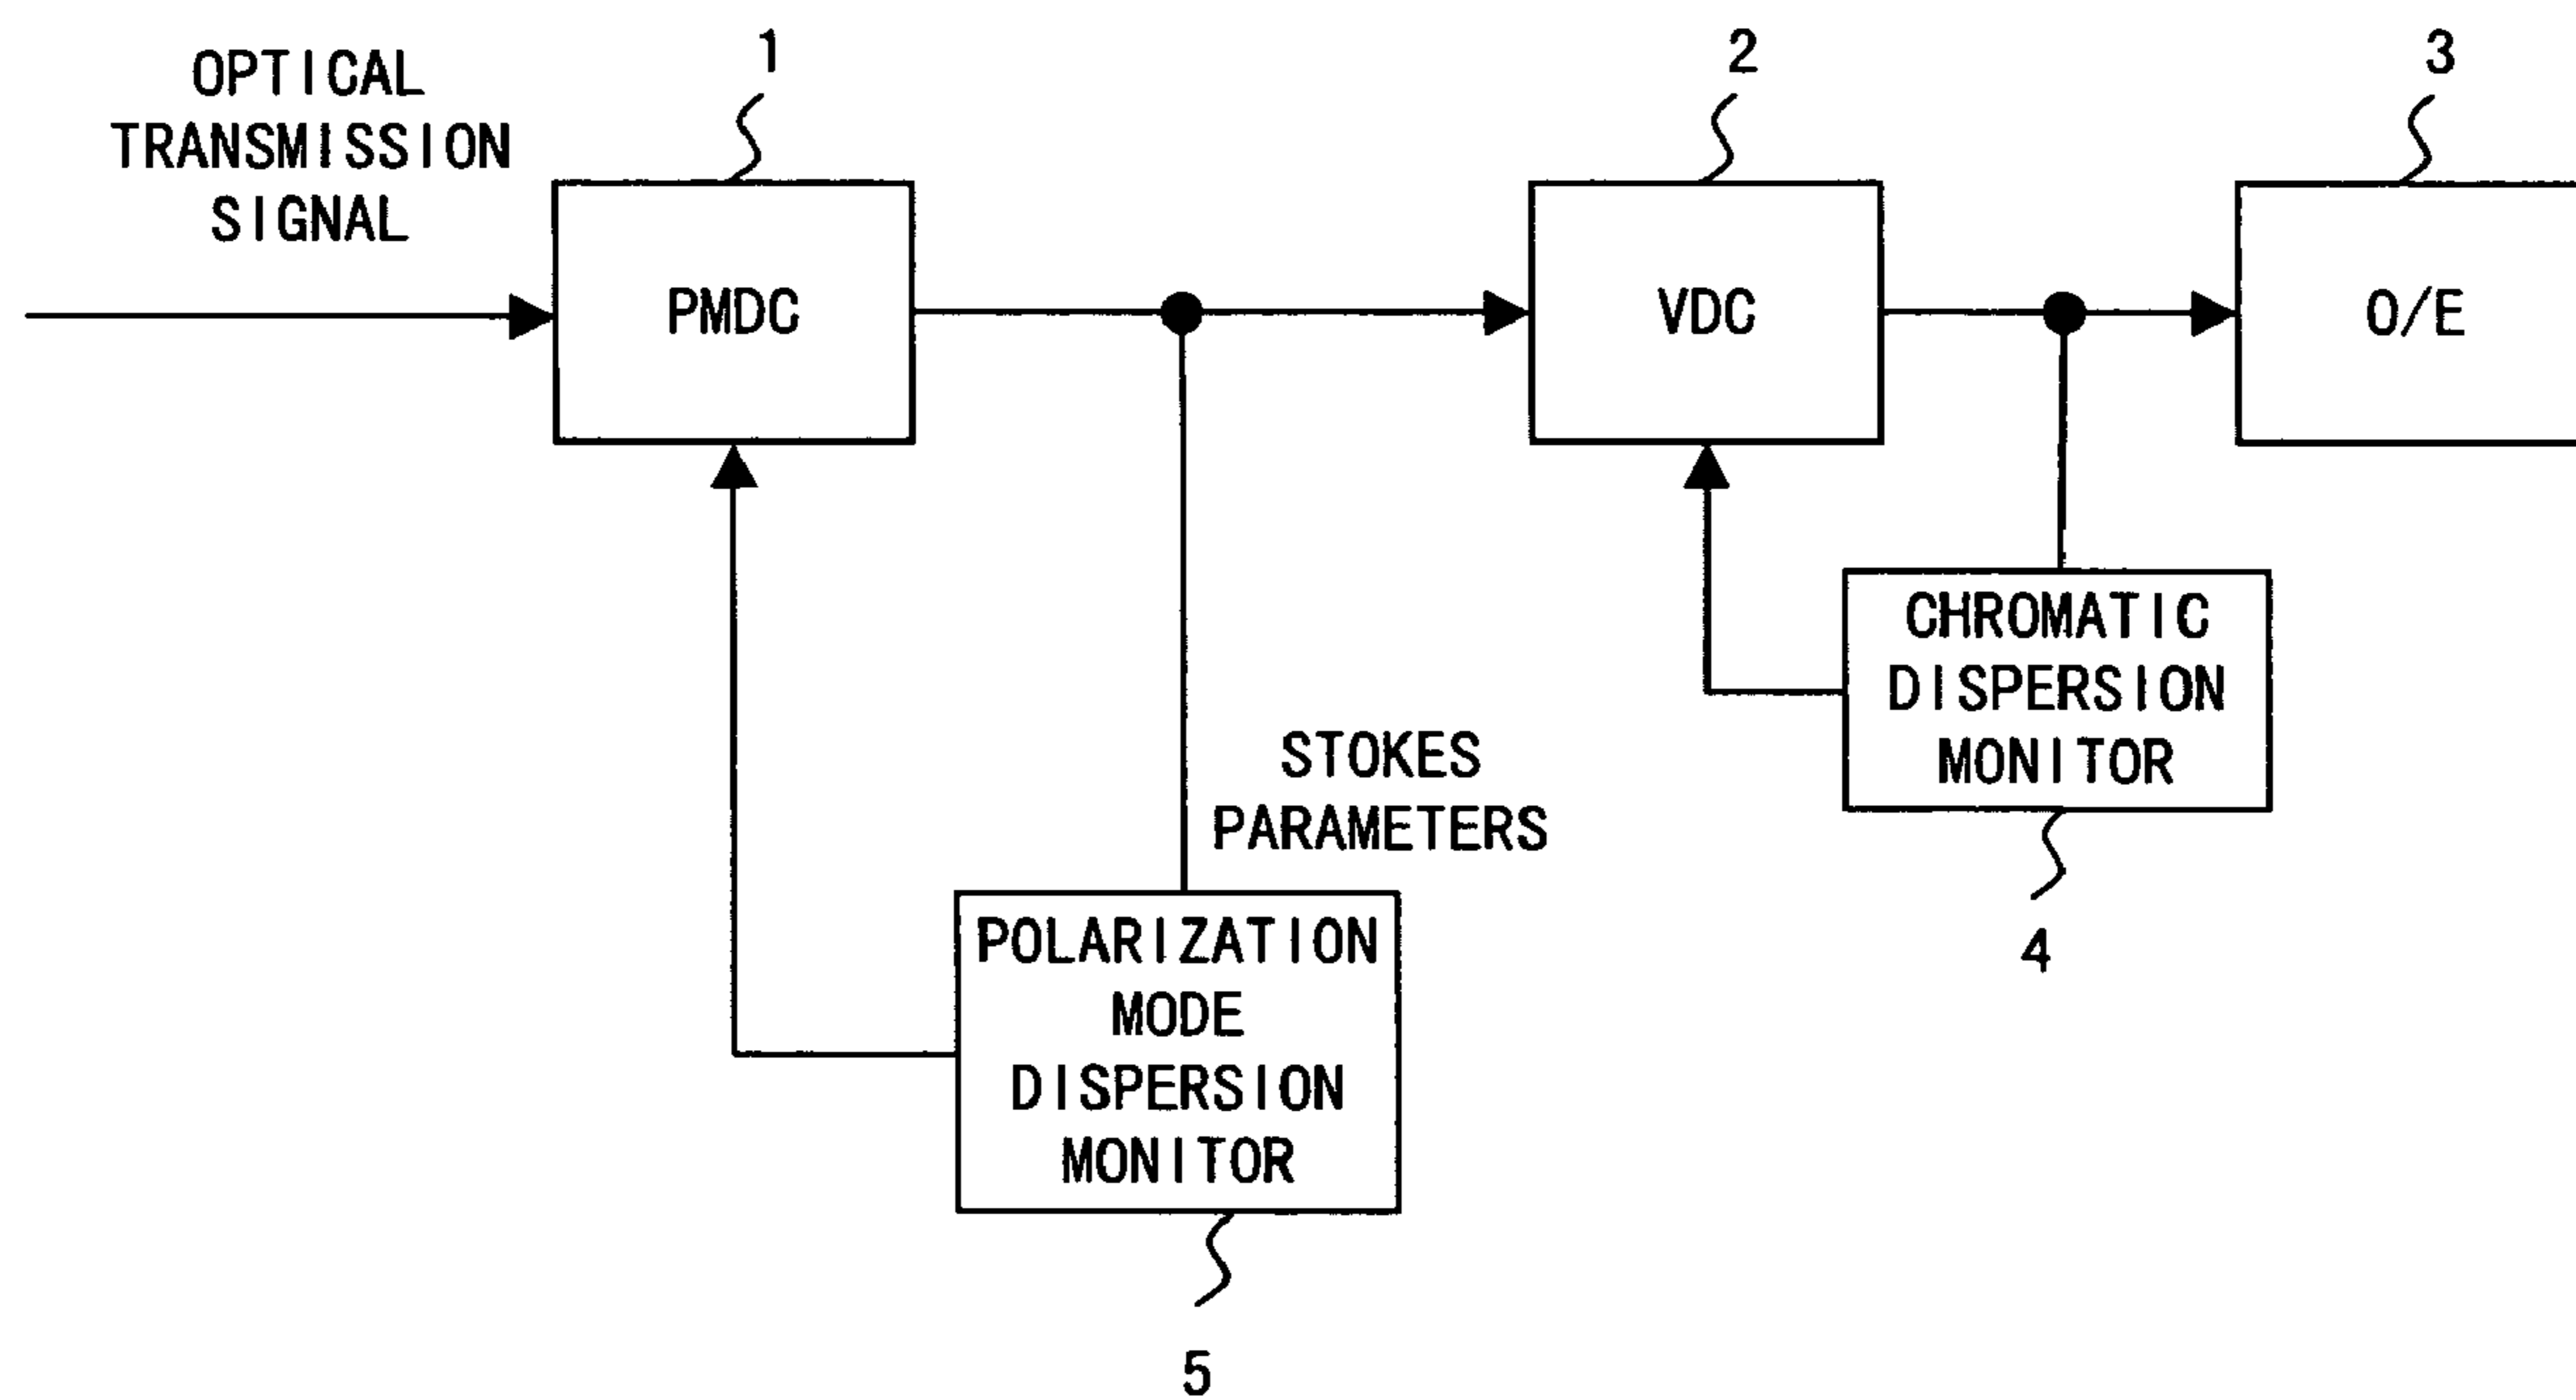 1
2
3
OPTICAL
TRANSMISSION
SIGNAL
PMDC
VDC
O/E
CHROMATIC
DISPERSION
MONITOR
STOKES
PARAMETERS
4
POLARIZATION
MODE
DISPERSION
MONITOR
5